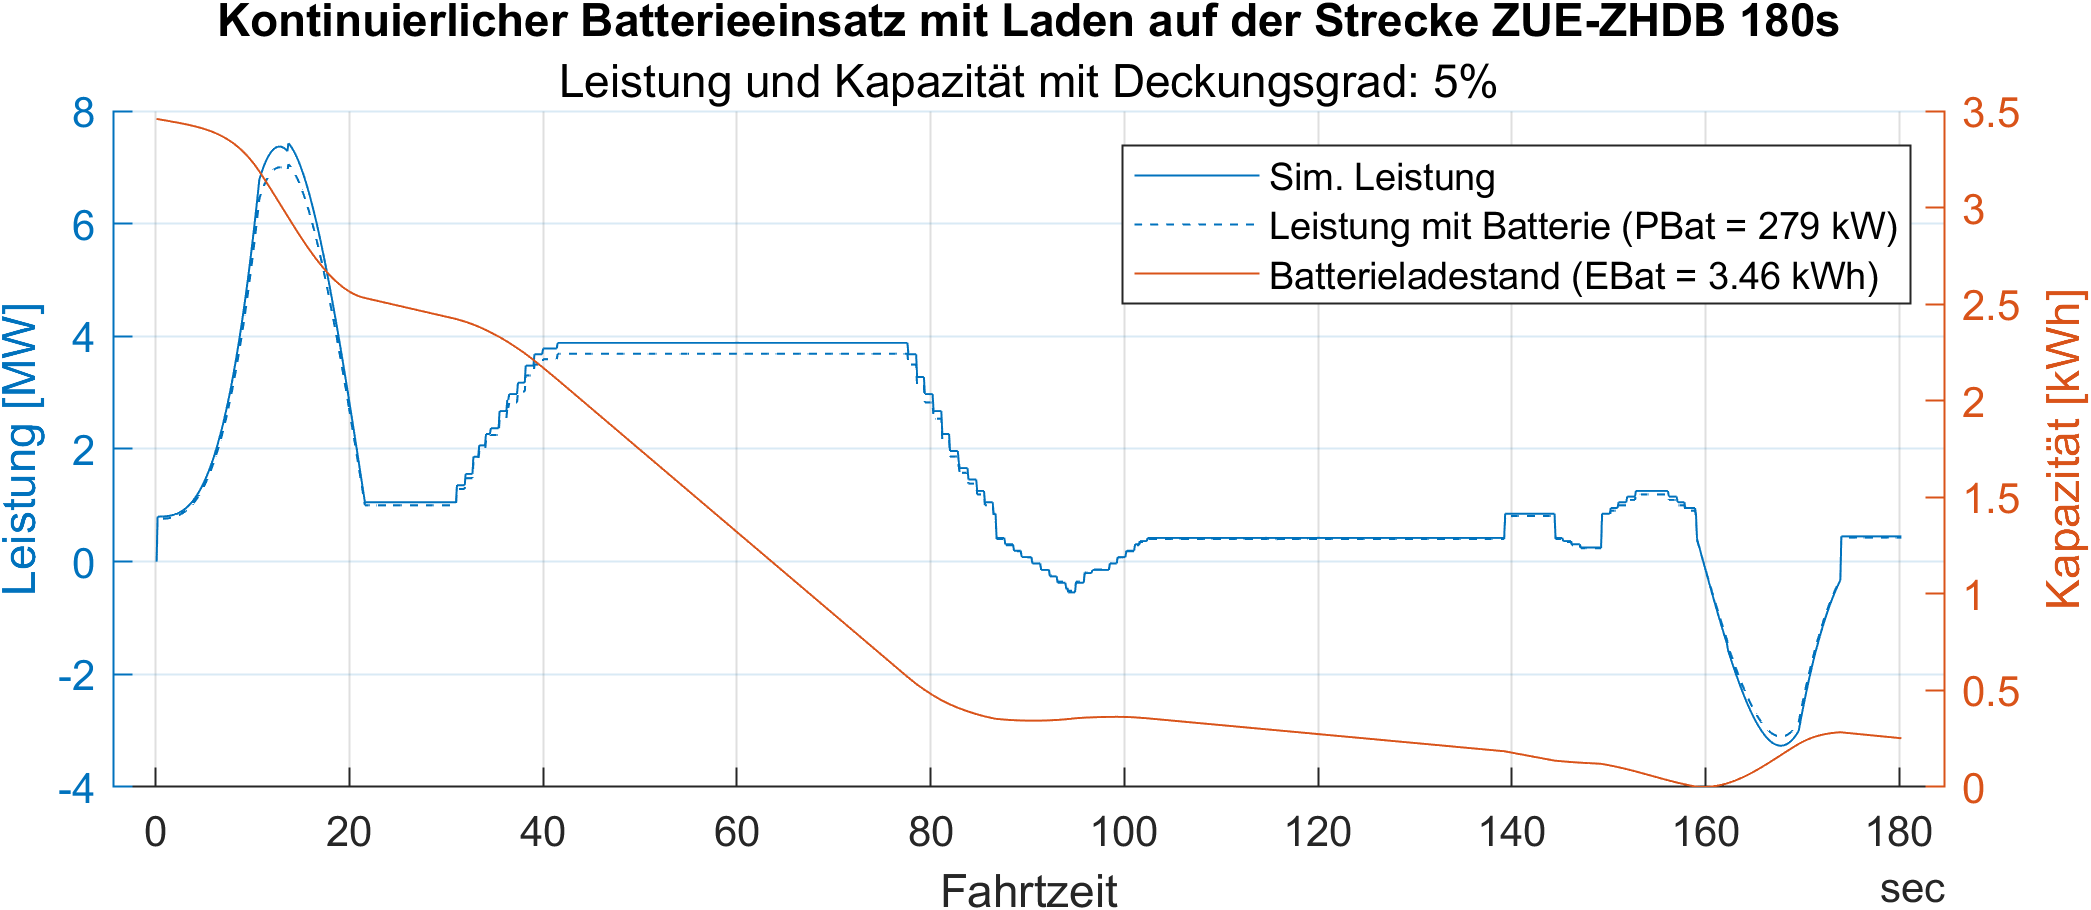 Kontinuierlicher Batterieeinsatz mit Laden auf der Strecke ZUE-ZHDB 180s
Leistung und Kapazität mit Deckungsgrad: 5%
Leistung [MW]
8
6
4
2
0
-2
-4
Sim. Leistung
Leistung mit Batterie (PBat = 279 kW)
Batterieladestand (EBat = 3.46 kWh)
3.5
3
2.5
2
1.5
1
0.5
0
Kapazität [kWh]
0 20 40 60 80 100 120 140 160 180
Fahrtzeit
sec